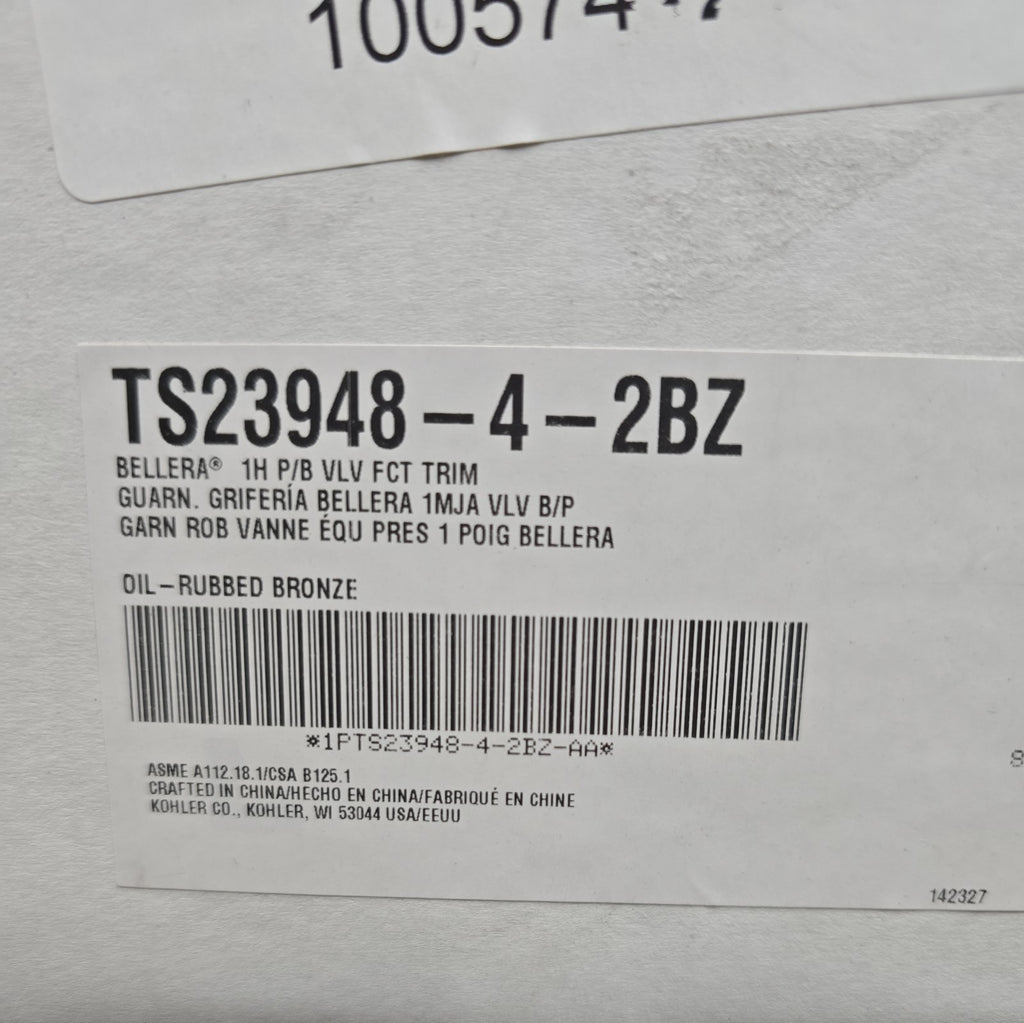 TS23948-4-2BZ
BELLERA® 1H P/B VLV FCT TRIM
GUARN. GRIFERÍA BELLERA 1MJA VLV B/P
GARN ROB VANNE ÉQU PRES 1 POIG BELLERA
OIL-RUBBED BRONZE
*1PTS23948-4-2BZ-AA*
ASME A112.18.1/CSA B125.1
CRAFTED IN CHINA/HECHO EN CHINA/FABRIQUÉ EN CHINE
KOHLER CO., KOHLER, WI 53044 USA/EEUU
142327